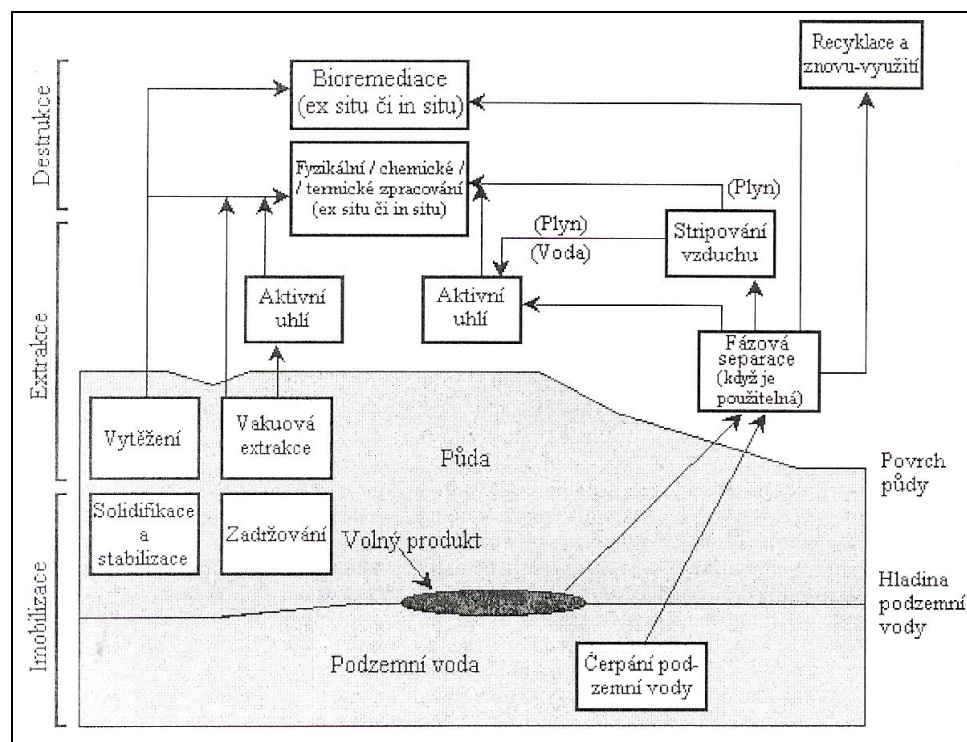 Recyklace a
znovu-využití
Destrukce
Bioremediace
(ex situ či in situ)
Fyzikální / chemické /
/ termické zpracování
(ex situ či in situ)
(Plyn)
Extrakce
(Plyn)
(Voda)
Stripování
vzduchu
Aktivní
uhlí
Aktivní
uhlí
Fázová
separace
(když je
použitelná)
Vytěžení
Vakuová
extrakce
Půda
Povrch
půdy
Imobilizace
Solidifikace
a
stabilizace
Zadržování
Volný produkt
Hladina
podzemní
vody
Podzemní voda
Čerpání pod-
zemní vody